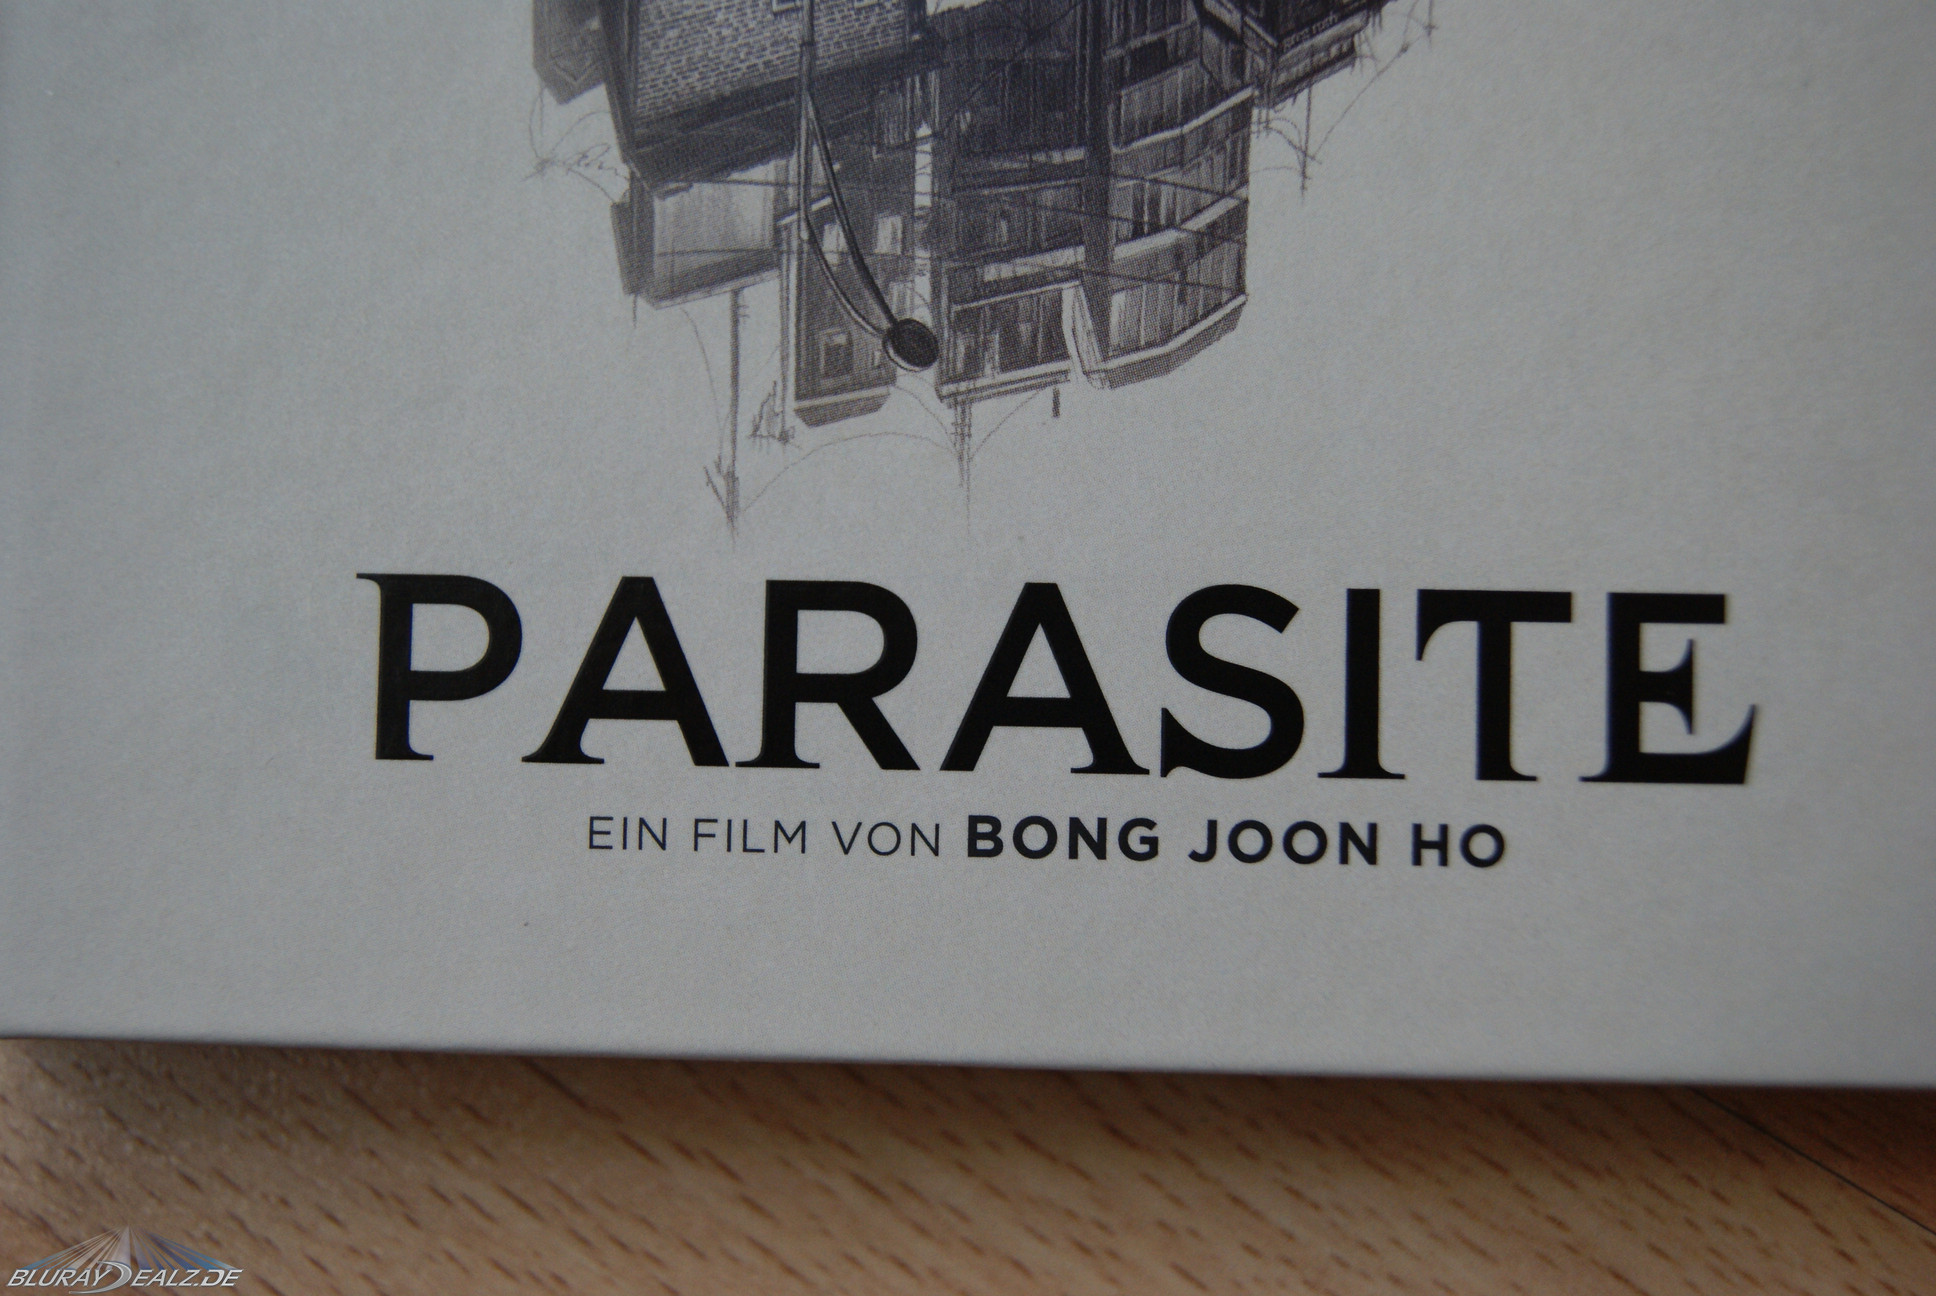 PARASITE
EIN FILM VON BONG JOON HO
BLURAYDEALZ.DE